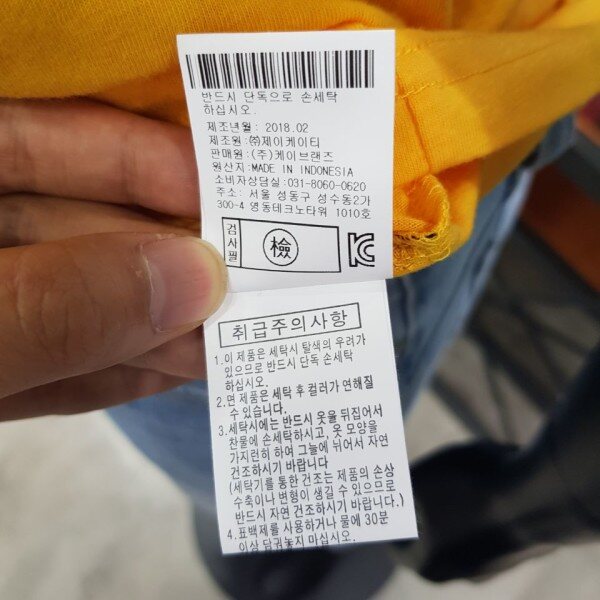 반드시 단독으로 손세탁
하십시오.
제조년월: 2018.02
제조원:㈜제이케이티
판매원:(주)케이브랜즈
원산지:MADE IN INDONESIA
소비자상담실:031-8060-0620
주소: 서울 성동구 성수동2가
300-4 영동테크노타워 1010호
검사필
檢
취급주의사항
1.이 제품은 세탁시 탈색의 우려가
있으므로 반드시 단독 손세탁
하십시오.
2.면 제품은 세탁 후 컬러가 연해질
수 있습니다.
3.세탁시에는 반드시 옷을 뒤집어서
찬물에 손세탁하시고, 옷 모양을
가지런히 하여 그늘에 뉘어서 자연
건조하시기 바랍니다
(세탁기를 통한 건조는 제품의 손상
수축이나 변형이 생길 수 있으므로
반드시 자연 건조하시기 바랍니다.)
4.표백제를 사용하거나 물에 30분
이상 담궈놓지 마십시오.